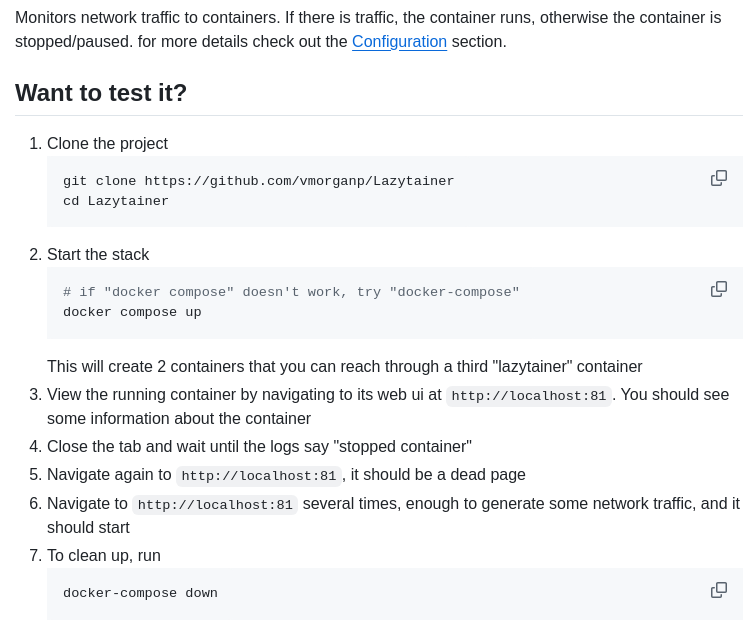 Monitors network traffic to containers. If there is traffic, the container runs, otherwise the container is
stopped/paused. for more details check out the Configuration section.
Want to test it?
1. Clone the project
git clone https://github.com/vmorganp/Lazytainer
cd Lazytainer
2. Start the stack
# if "docker compose" doesn't work, try "docker-compose"
docker compose up
This will create 2 containers that you can reach through a third "lazytainer" container
3. View the running container by navigating to its web ui at http://localhost:81. You should see
some information about the container
4. Close the tab and wait until the logs say "stopped container"
5. Navigate again to http://localhost:81, it should be a dead page
6. Navigate to http://localhost:81 several times, enough to generate some network traffic, and it
should start
7. To clean up, run
docker-compose down